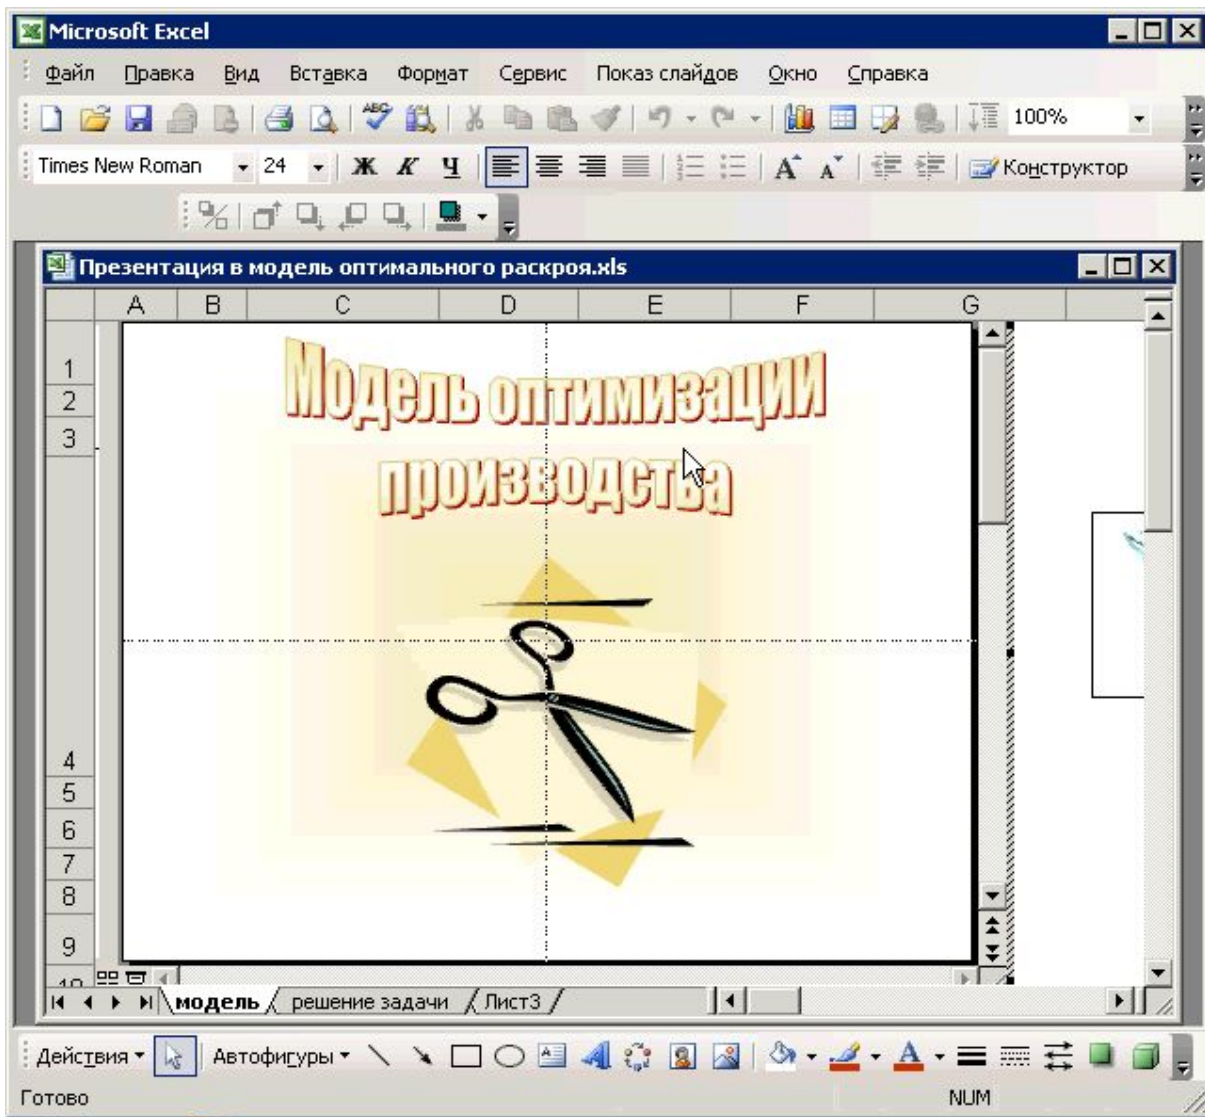 Microsoft Excel
Файл Правка Вид Вставка Формат Сервис Показ слайдов Окно Справка
ABC 100%
Times New Roman 24 Ж К Ч A A Конструктор
Презентация в модель оптимального раскроя.xls
A B C D E F G
1
2
3
4
5
6
7
8
9
10
Модель оптимизации
производства
модель решение задачи Лист3
Действия Автофигуры A A A
Готово NUM